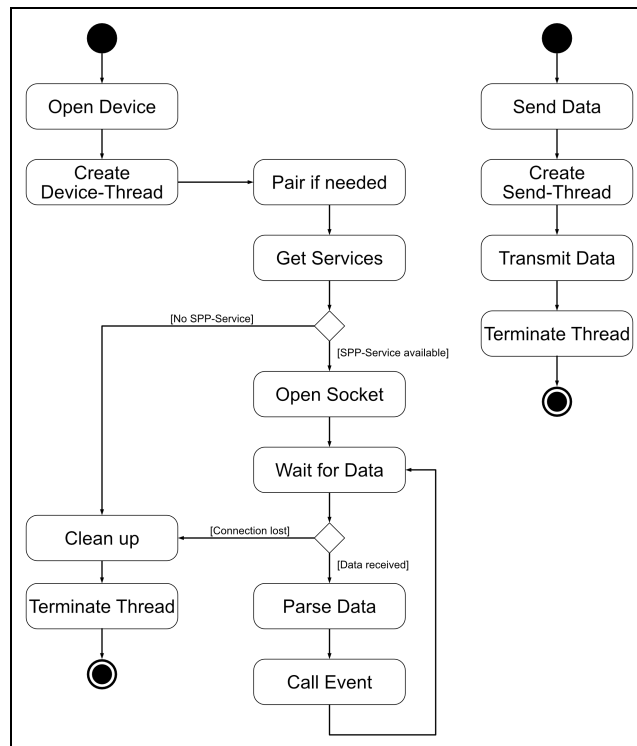 Open Device
Create
Device-Thread
Pair if needed
Get Services
[No SPP-Service]
[SPP-Service available]
Open Socket
Wait for Data
[Connection lost]
[Data received]
Clean up
Terminate Thread
Parse Data
Call Event
Send Data
Create
Send-Thread
Transmit Data
Terminate Thread